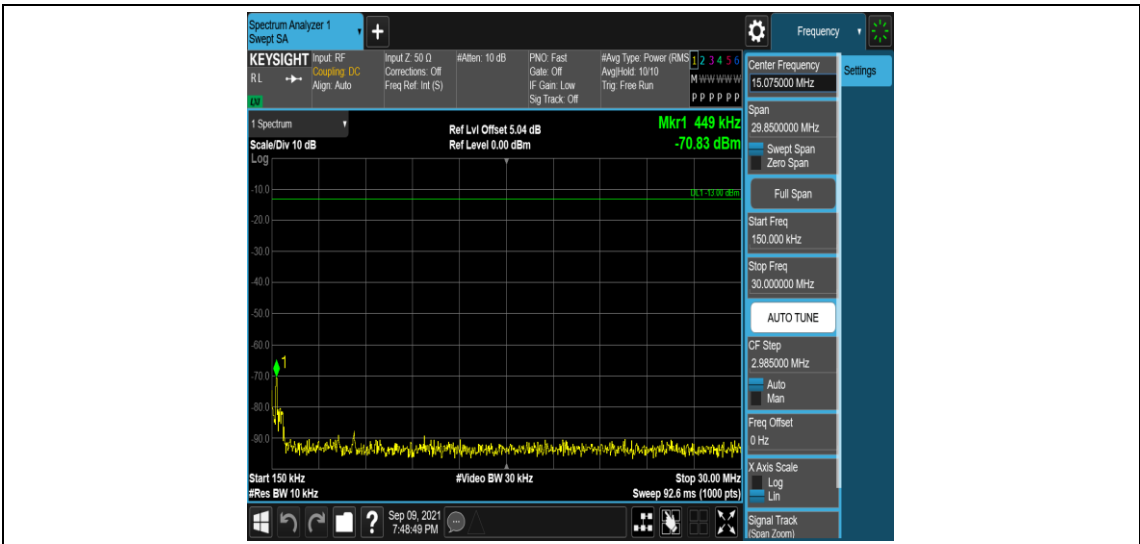 Spectrum Analyzer 1
Swept SA
+
Frequency
KEYSIGHT
RL
LXI
Input: RF
Coupling: DC
Align: Auto
Input Z: 50 Ω
Corrections: Off
Freq Ref: Int (S)
#Atten: 10 dB
PNO: Fast
Gate: Off
IF Gain: Low
Sig Track: Off
#Avg Type: Power (RMS
Avg|Hold: 10/10
Trig: Free Run
1 2 3 4 5 6
M W W W W W
P P P P P P
1 Spectrum
Scale/Div 10 dB
Ref Lvl Offset 5.04 dB
Ref Level 0.00 dBm
Mkr1 449 kHz
-70.83 dBm
Log
DL1 -13.00 dBm
-10.0
-20.0
-30.0
-40.0
-50.0
-60.0
-70.0
-80.0
-90.0
1
Start 150 kHz
#Res BW 10 kHz
#Video BW 30 kHz
Stop 30.00 MHz
Sweep 92.6 ms (1000 pts)
Center Frequency
15.075000 MHz
Settings
Span
29.8500000 MHz
Swept Span
Zero Span
Full Span
Start Freq
150.000 kHz
Stop Freq
30.000000 MHz
AUTO TUNE
CF Step
2.985000 MHz
Auto
Man
Freq Offset
0 Hz
X Axis Scale
Log
Lin
Signal Track
(Span Zoom)
?
Sep 09, 2021
7:48:49 PM